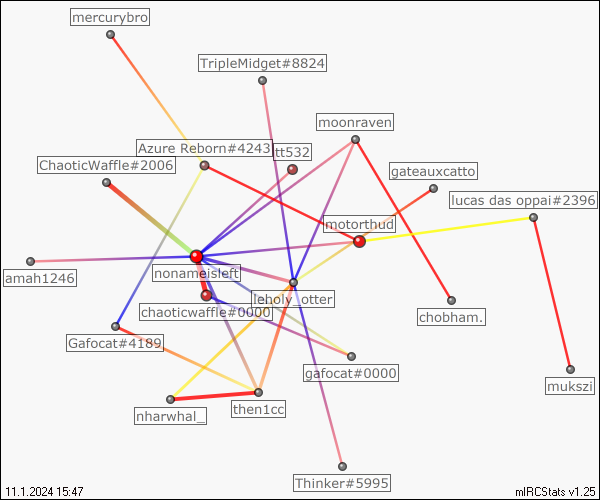 mercurybro
TripleMidget#8824
moonraven
Azure Reborn#4243
tt532
ChaoticWaffle#2006
gateauxcatto
lucas das oppai#2396
motorthud
amah1246
nonameisleft
leholy_otter
chaoticwaffle#0000
chobham.
Gafocat#4189
gafocat#0000
mukszi
nharwhal_
then1cc
Thinker#5995
11.1.2024 15:47
mIRCStats v1.25